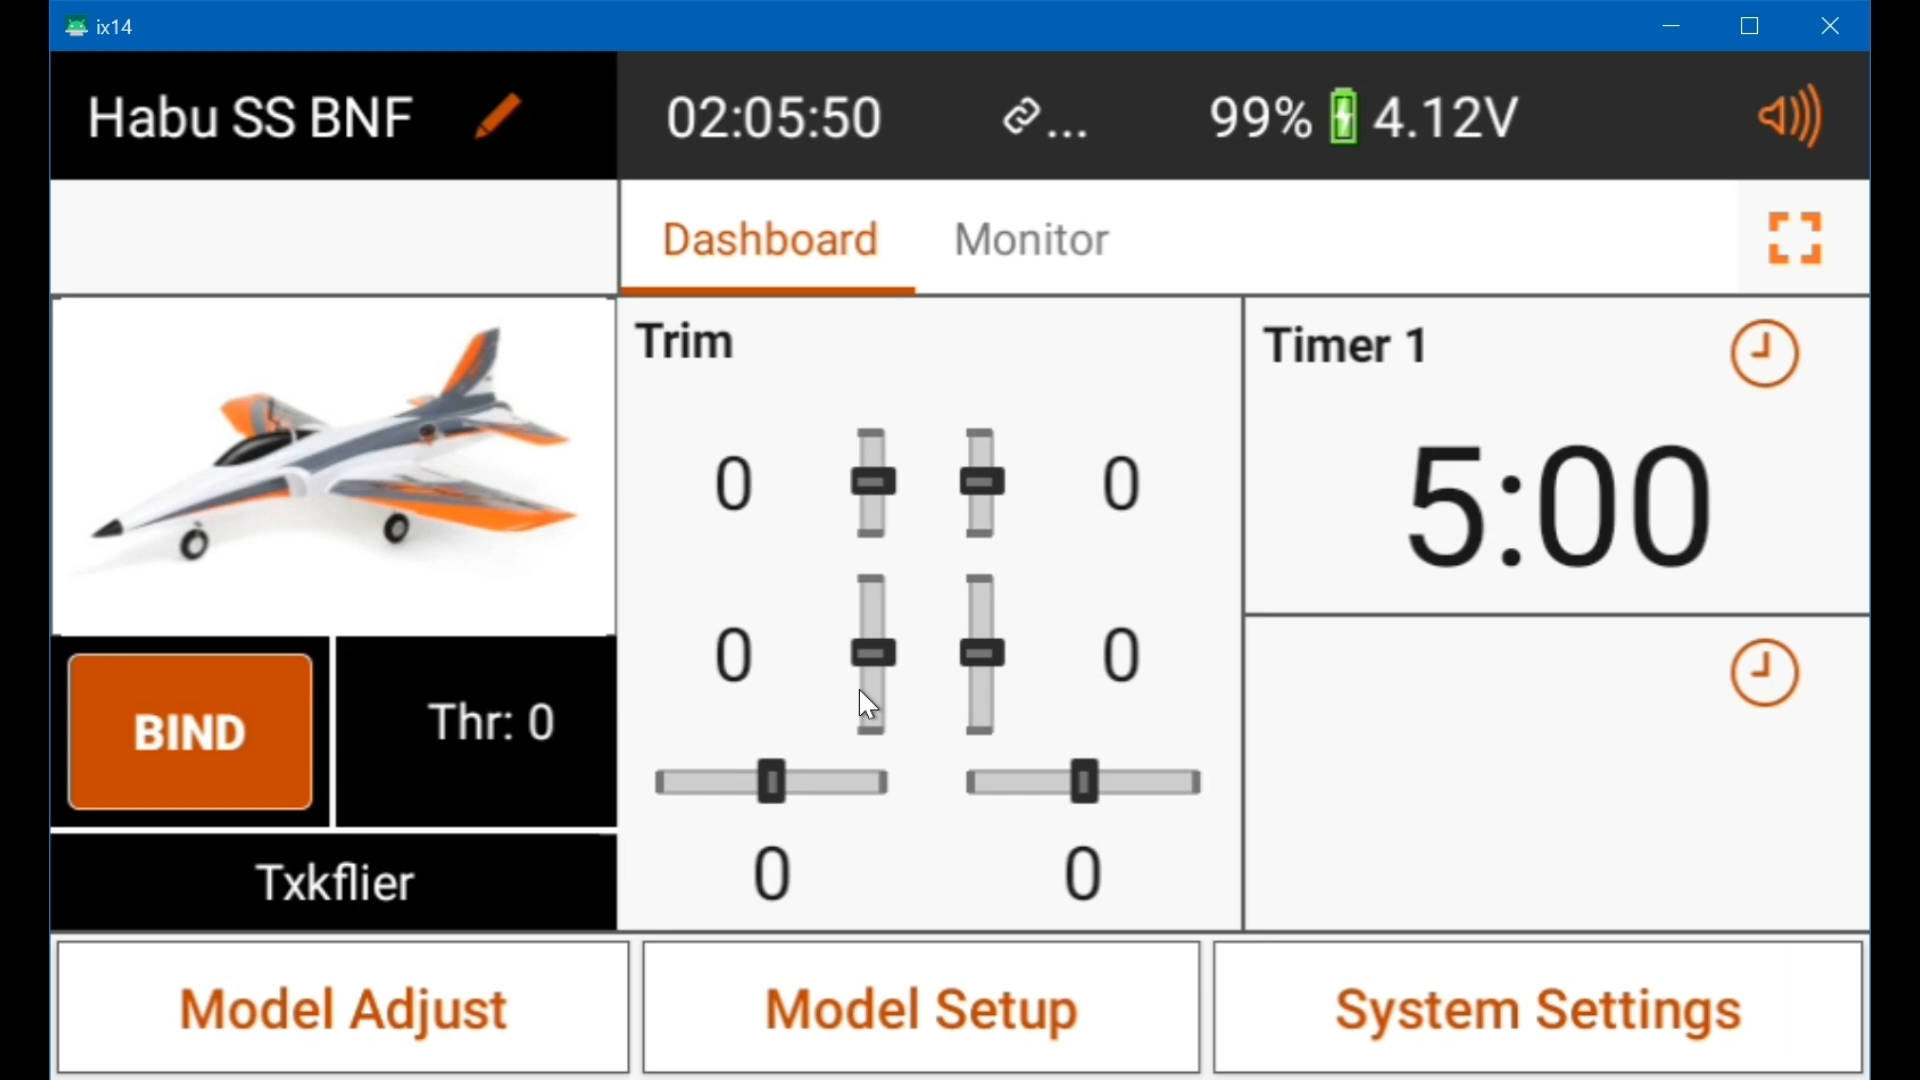 ix14
Habu SS BNF
02:05:50
...
99% 4.12V
Dashboard
Monitor
Trim
0
0
0
0
0
0
Timer 1
5:00
BIND
Thr: 0
Txkflier
Model Adjust
Model Setup
System Settings